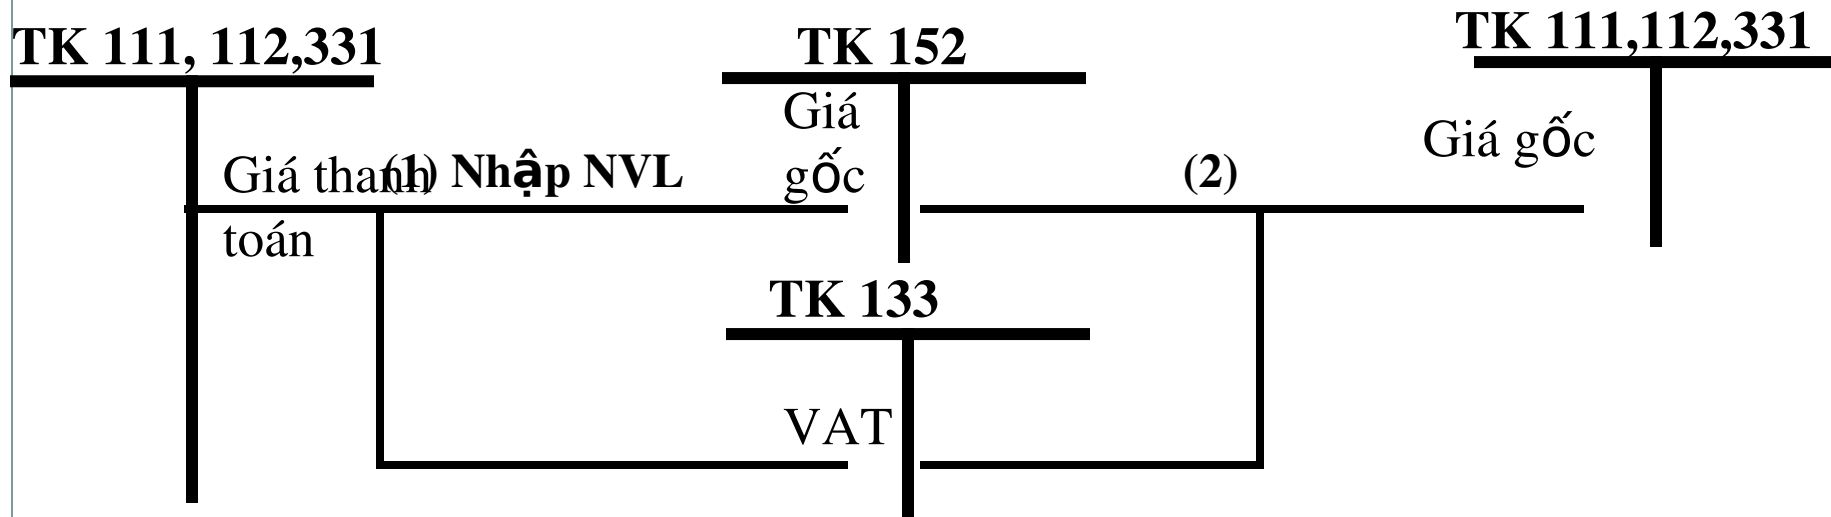 TK 111, 112,331
TK 152
TK 111,112,331
Giá
gốc
Giá gốc
Giá thanh
toán
(1) Nhập NVL
(2)
TK 133
VAT